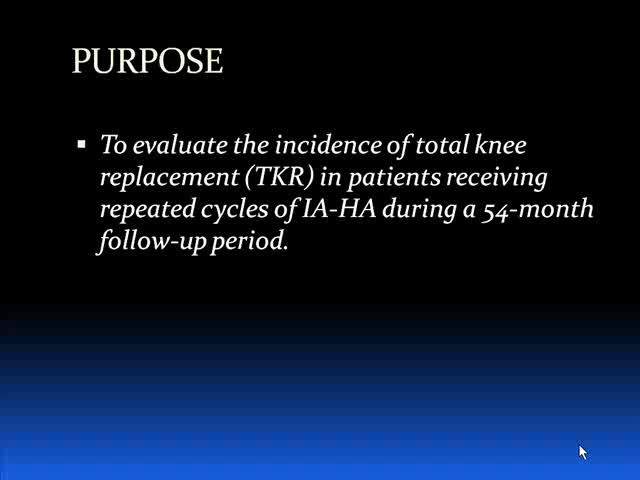 PURPOSE
▪ To evaluate the incidence of total knee
replacement (TKR) in patients receiving
repeated cycles of IA-HA during a 54-month
follow-up period.